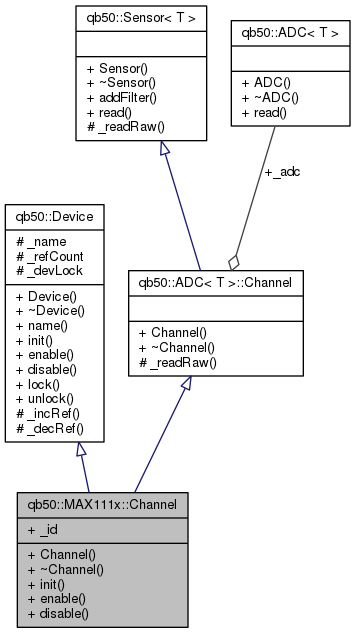 qb50::Sensor< T >
+ Sensor()
+ ~Sensor()
+ addFilter()
+ read()
# _readRaw()
qb50::ADC< T >
+ ADC()
+ ~ADC()
+ read()
+_adc
qb50::Device
# _name
# _refCount
# _devLock
+ Device()
+ ~Device()
+ name()
+ init()
+ enable()
+ disable()
+ lock()
+ unlock()
# _incRef()
# _decRef()
qb50::ADC< T >::Channel
+ Channel()
+ ~Channel()
# _readRaw()
qb50::MAX111x::Channel
+ _id
+ Channel()
+ ~Channel()
+ init()
+ enable()
+ disable()